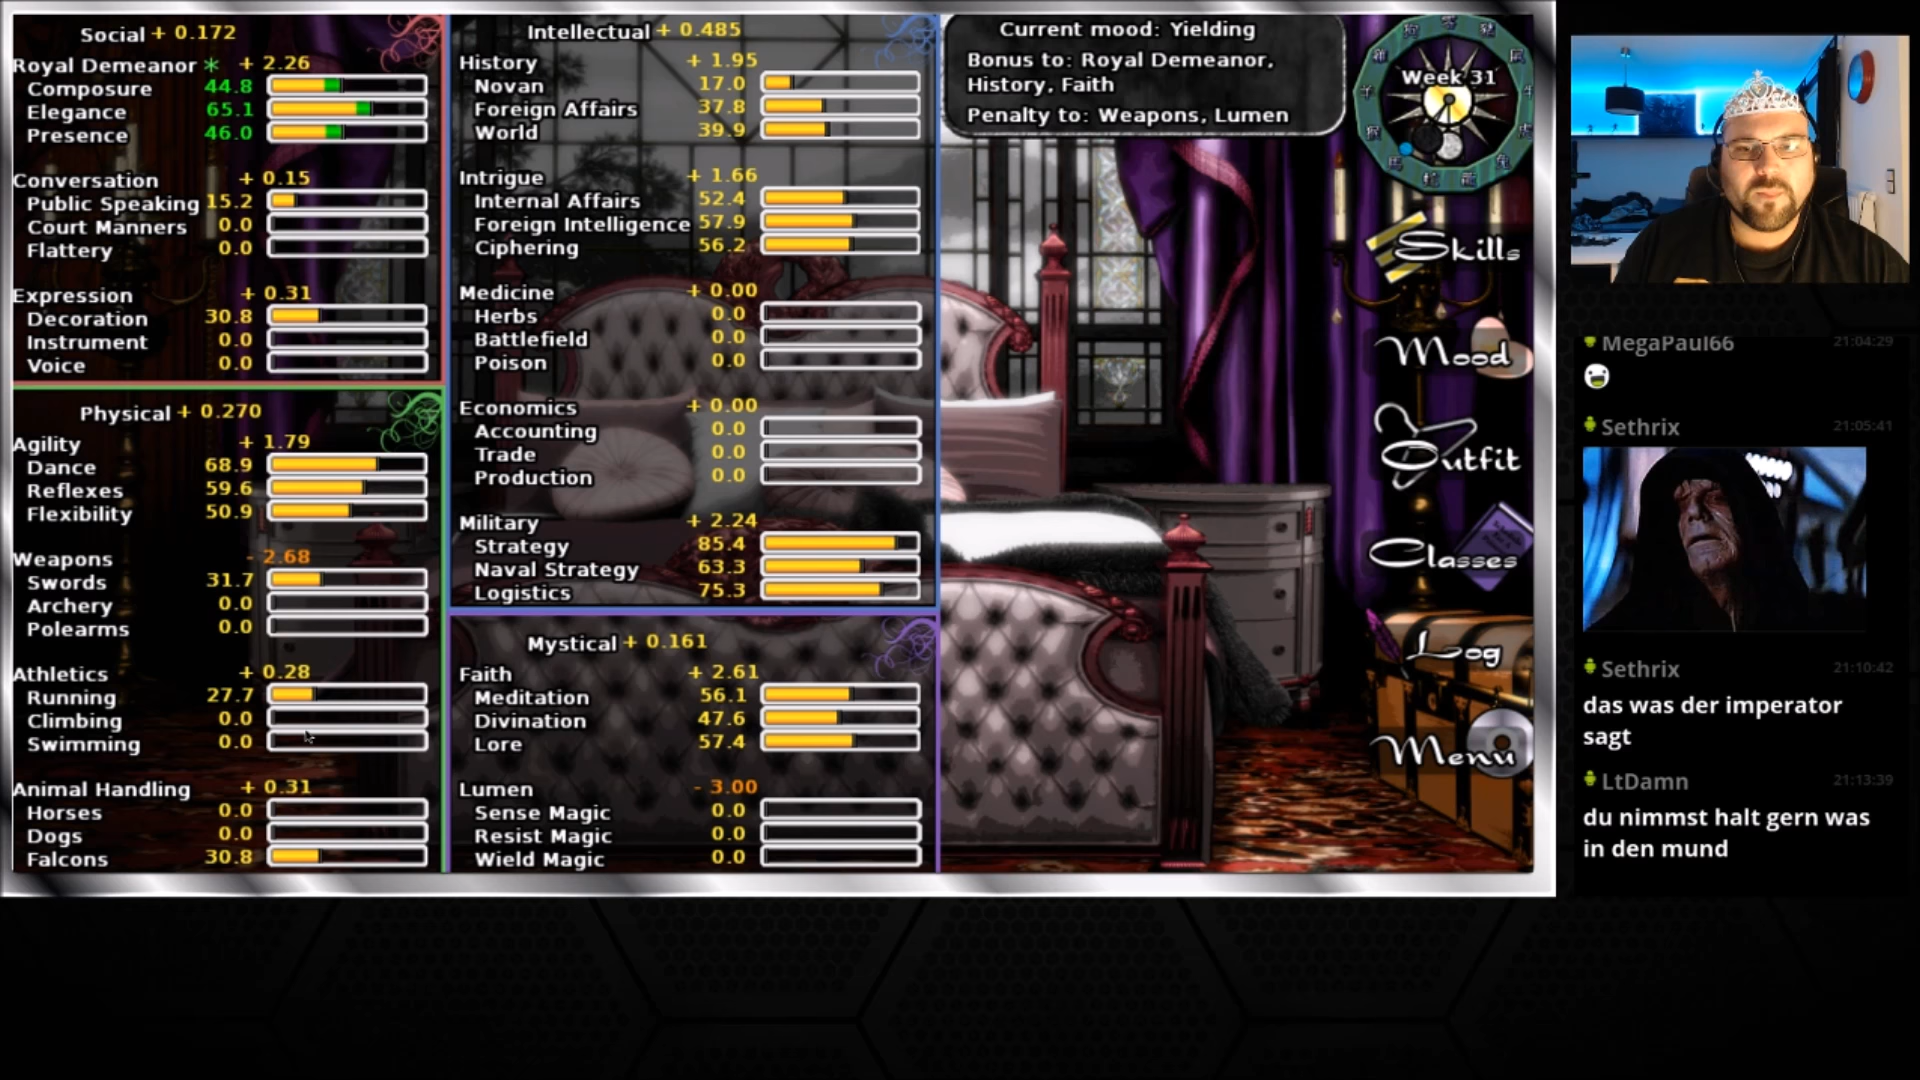 Social + 0.172
Royal Demeanor * + 2.26
Composure 44.8
Elegance 65.1
Presence 46.0
Conversation + 0.15
Public Speaking 15.2
Court Manners 0.0
Flattery 0.0
Expression + 0.31
Decoration 30.8
Instrument 0.0
Voice 0.0
Physical + 0.270
Agility + 1.79
Dance 68.9
Reflexes 59.6
Flexibility 50.9
Weapons - 2.68
Swords 31.7
Archery 0.0
Polearms 0.0
Athletics + 0.28
Running 27.7
Climbing 0.0
Swimming 0.0
Animal Handling + 0.31
Horses 0.0
Dogs 0.0
Falcons 30.8
Intellectual + 0.485
History + 1.95
Novan 17.0
Foreign Affairs 37.8
World 39.9
Intrigue + 1.66
Internal Affairs 52.4
Foreign Intelligence 57.9
Ciphering 56.2
Medicine + 0.00
Herbs 0.0
Battlefield 0.0
Poison 0.0
Economics + 0.00
Accounting 0.0
Trade 0.0
Production 0.0
Military + 2.24
Strategy 85.4
Naval Strategy 63.3
Logistics 75.3
Mystical + 0.161
Faith + 2.61
Meditation 56.1
Divination 47.6
Lore 57.4
Lumen - 3.00
Sense Magic 0.0
Resist Magic 0.0
Wield Magic 0.0
Current mood: Yielding
Bonus to: Royal Demeanor,
History, Faith
Penalty to: Weapons, Lumen
Week 31
Skills
Mood
Outfit
Classes
Log
Menu
MegaPaul66 21:04:29
Sethrix 21:05:41
Sethrix 21:10:42
das was der imperator
sagt
LtDamn 21:13:39
du nimmst halt gern was
in den mund